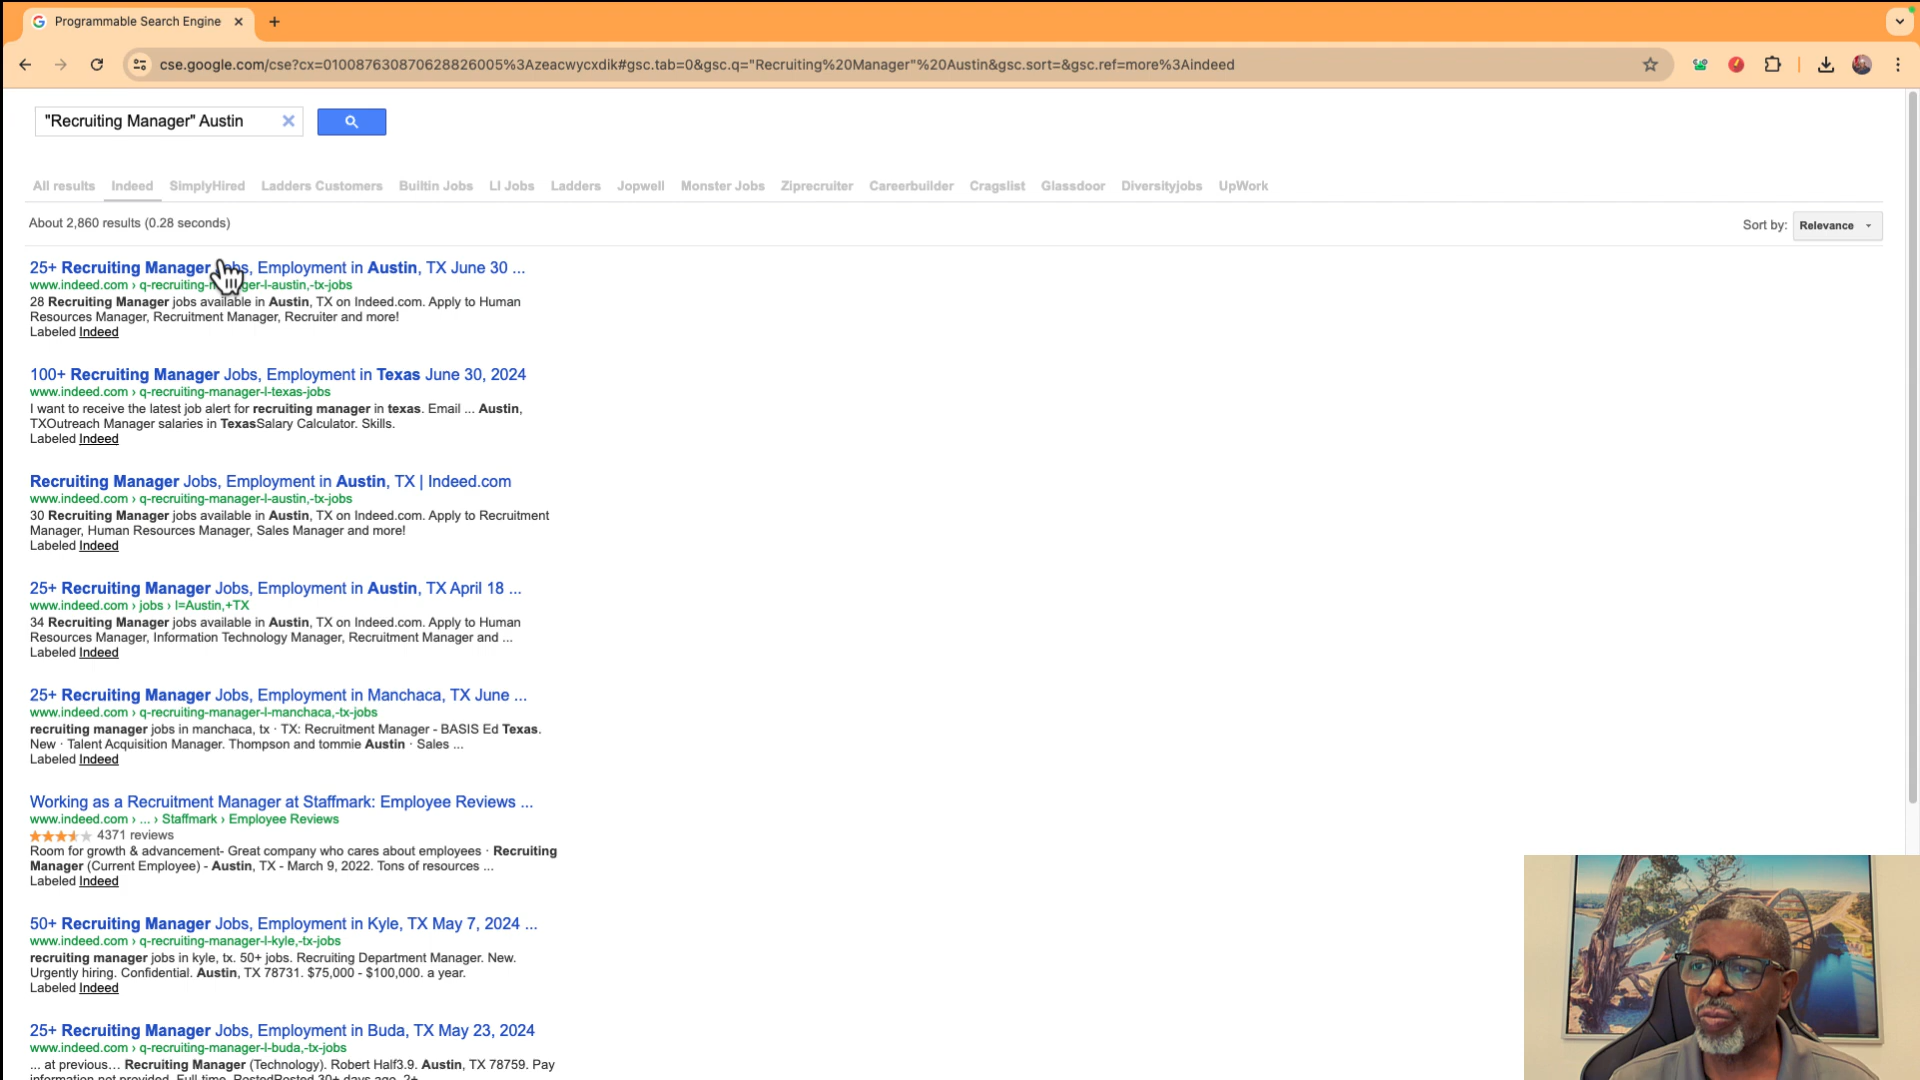 Programmable Search Engine
cse.google.com/cse?cx=010087630870628826005%3Azeacwycxdik#gsc.tab=0&gsc.q="Recruiting%20Manager"%20Austin&gsc.sort=&gsc.ref=more%3Aindeed
"Recruiting Manager" Austin
All results Indeed SimplyHired Ladders Customers Builtin Jobs LI Jobs Ladders Jopwell Monster Jobs Ziprecruiter Careerbuilder Cragslist Glassdoor Diversityjobs UpWork
About 2,860 results (0.28 seconds)
Sort by: Relevance
25+ Recruiting Manager Jobs, Employment in Austin, TX June 30 ...
www.indeed.com › q-recruiting-manager-l-austin,-tx-jobs
28 Recruiting Manager jobs available in Austin, TX on Indeed.com. Apply to Human
Resources Manager, Recruitment Manager, Recruiter and more!
Labeled Indeed
100+ Recruiting Manager Jobs, Employment in Texas June 30, 2024
www.indeed.com › q-recruiting-manager-l-texas-jobs
I want to receive the latest job alert for recruiting manager in texas. Email ... Austin,
TXOutreach Manager salaries in TexasSalary Calculator. Skills.
Labeled Indeed
Recruiting Manager Jobs, Employment in Austin, TX | Indeed.com
www.indeed.com › q-recruiting-manager-l-austin,-tx-jobs
30 Recruiting Manager jobs available in Austin, TX on Indeed.com. Apply to Recruitment
Manager, Human Resources Manager, Sales Manager and more!
Labeled Indeed
25+ Recruiting Manager Jobs, Employment in Austin, TX April 18 ...
www.indeed.com › jobs › l=Austin,+TX
34 Recruiting Manager jobs available in Austin, TX on Indeed.com. Apply to Human
Resources Manager, Information Technology Manager, Recruitment Manager and ...
Labeled Indeed
25+ Recruiting Manager Jobs, Employment in Manchaca, TX June ...
www.indeed.com › q-recruiting-manager-l-manchaca,-tx-jobs
recruiting manager jobs in manchaca, tx · TX: Recruitment Manager - BASIS Ed Texas.
New · Talent Acquisition Manager. Thompson and tommie Austin · Sales ...
Labeled Indeed
Working as a Recruitment Manager at Staffmark: Employee Reviews ...
www.indeed.com › ... › Staffmark › Employee Reviews
4371 reviews
Room for growth & advancement- Great company who cares about employees · Recruiting
Manager (Current Employee) - Austin, TX - March 9, 2022. Tons of resources ...
Labeled Indeed
50+ Recruiting Manager Jobs, Employment in Kyle, TX May 7, 2024 ...
www.indeed.com › q-recruiting-manager-l-kyle,-tx-jobs
recruiting manager jobs in kyle, tx. 50+ jobs. Recruiting Department Manager. New.
Urgently hiring. Confidential. Austin, TX 78731. $75,000 - $100,000. a year.
Labeled Indeed
25+ Recruiting Manager Jobs, Employment in Buda, TX May 23, 2024
www.indeed.com › q-recruiting-manager-l-buda,-tx-jobs
... at previous… Recruiting Manager (Technology). Robert Half3.9. Austin, TX 78759. Pay
information not provided. Full-time. PostedPosted 30+ days ago. 2+